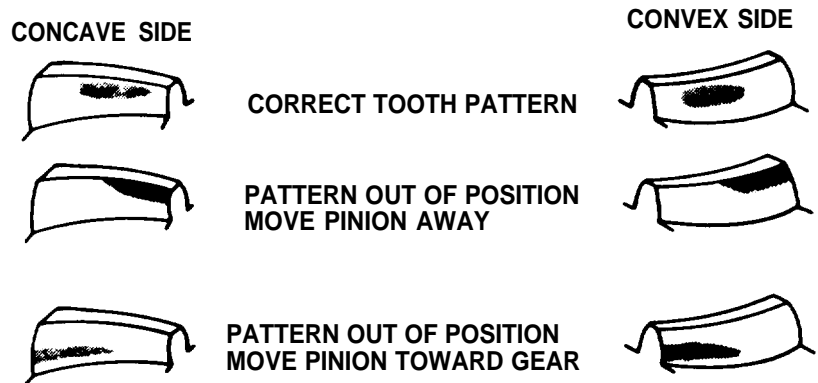 CONCAVE SIDE
CONVEX SIDE
CORRECT TOOTH PATTERN
PATTERN OUT OF POSITION
MOVE PINION AWAY
PATTERN OUT OF POSITION
MOVE PINION TOWARD GEAR